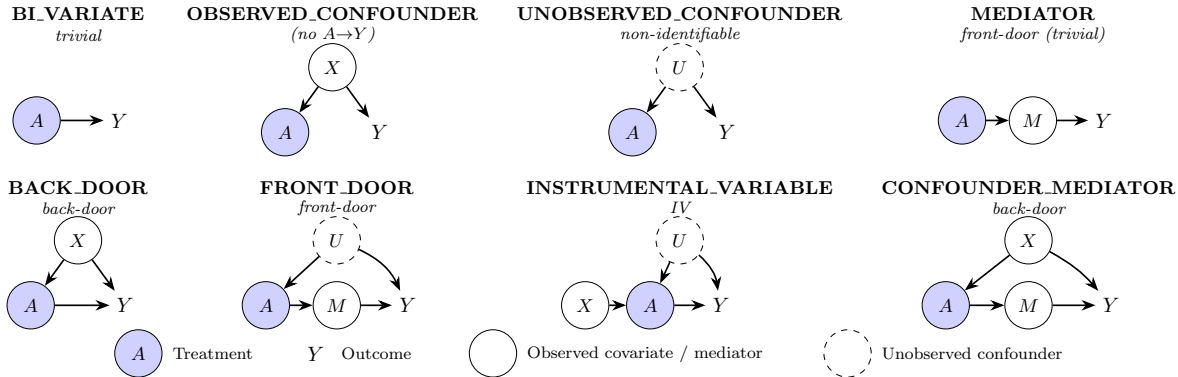 BI_VARIATE
trivial
A
Y
OBSERVED_CONFOUNDER
(no A→Y)
X
A
Y
UNOBSERVED_CONFOUNDER
non-identifiable
U
A
Y
MEDIATOR
front-door (trivial)
A
M
Y
BACK_DOOR
back-door
X
A
Y
FRONT_DOOR
front-door
U
A
M
Y
INSTRUMENTAL_VARIABLE
IV
U
X
A
Y
CONFOUNDER_MEDIATOR
back-door
X
A
M
Y
A Treatment
Y Outcome
Observed covariate / mediator
Unobserved confounder